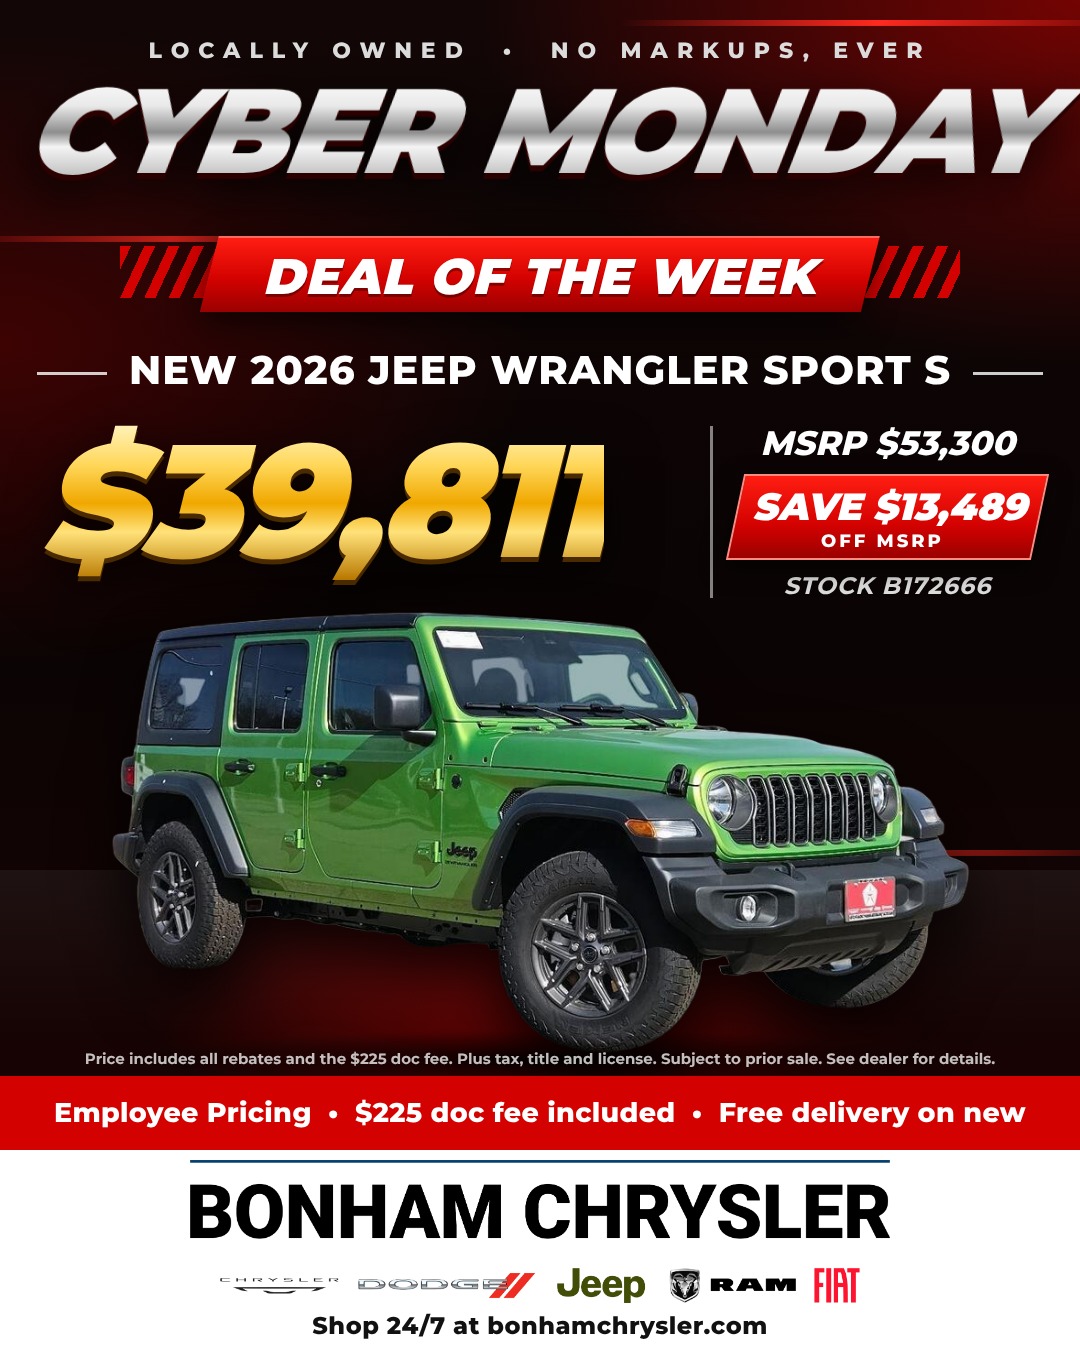 LOCALLY OWNED • NO MARKUPS, EVER
CYBER MONDAY
DEAL OF THE WEEK
NEW 2026 JEEP WRANGLER SPORT S
$39,811
MSRP $53,300
SAVE $13,489
OFF MSRP
STOCK B172666
Jeep
Price includes all rebates and the $225 doc fee. Plus tax, title and license. Subject to prior sale. See dealer for details.
Employee Pricing • $225 doc fee included • Free delivery on new
BONHAM CHRYSLER
CHRYSLER DODGE Jeep RAM FIAT
Shop 24/7 at bonhamchrysler.com